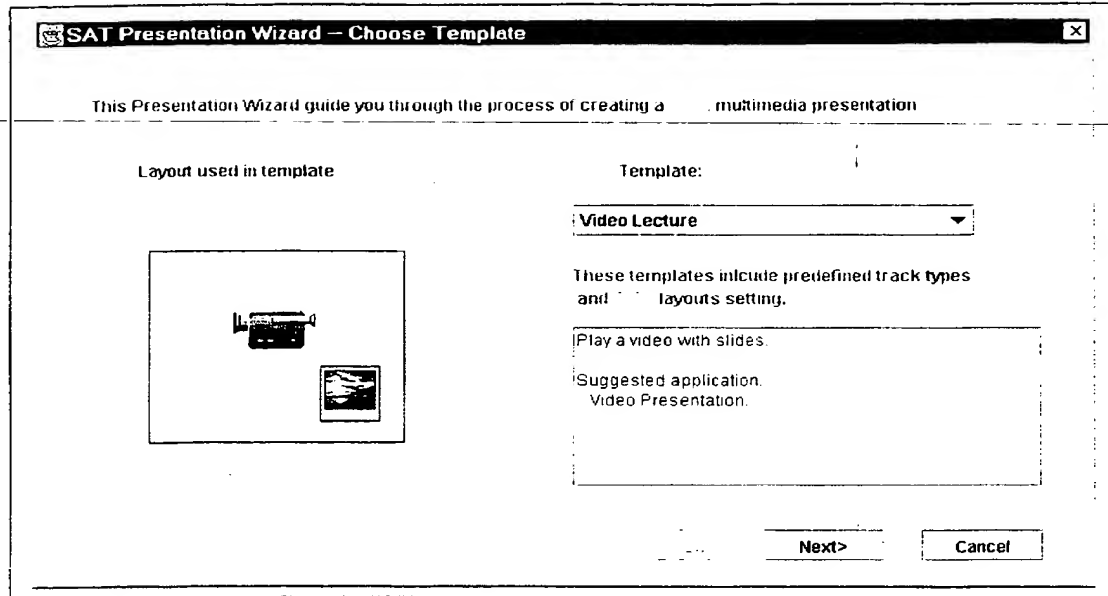 SAT Presentation Wizard – Choose Template
This Presentation Wizard guide you through the process of creating a multimedia presentation
Layout used in template
Template:
Video Lecture
These templates inlcude predefined track types
and layouts setting.
Play a video with slides.
Suggested application.
Video Presentation.
Next>
Cancel